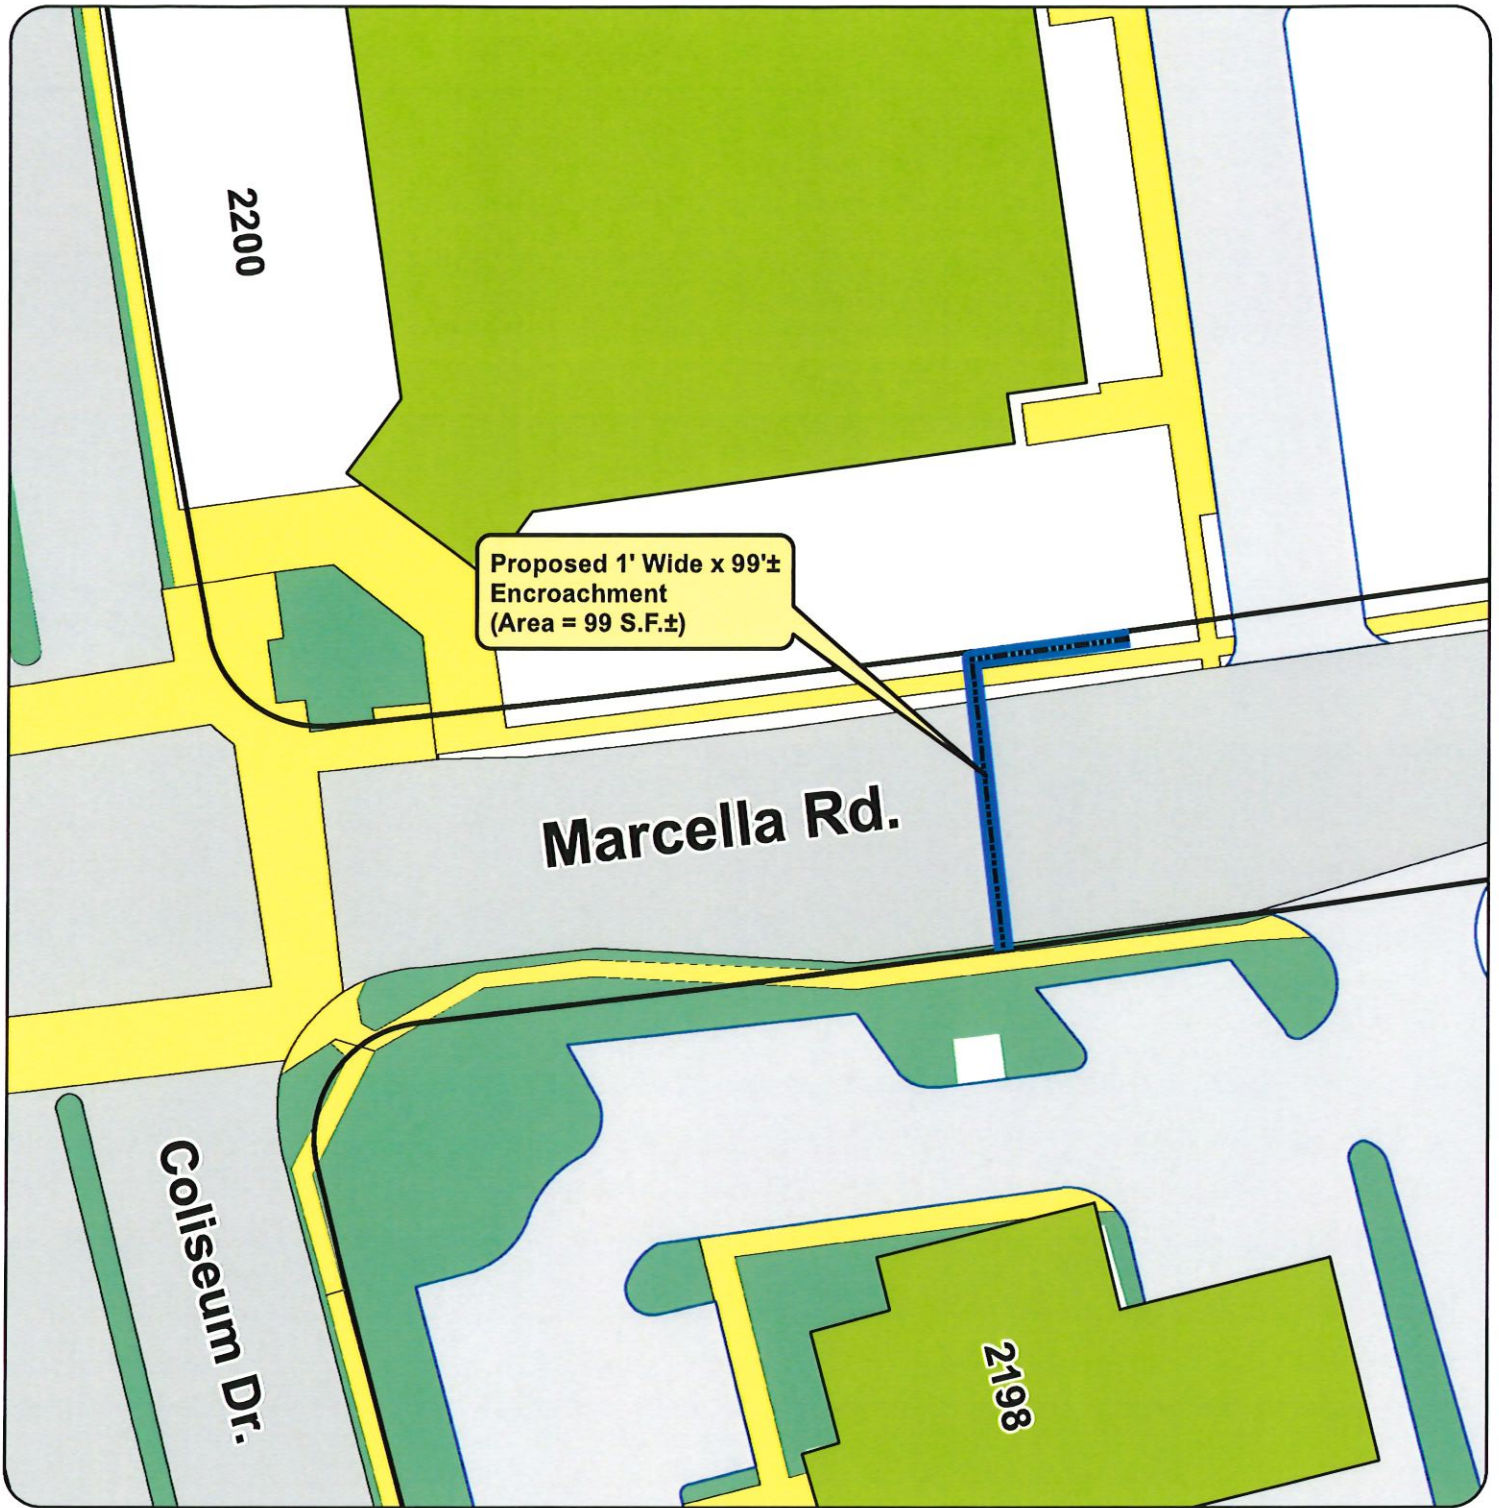 2200
Proposed 1' Wide x 99'±
Encroachment
(Area = 99 S.F.±)
Marcella Rd.
Coliseum Dr.
2198